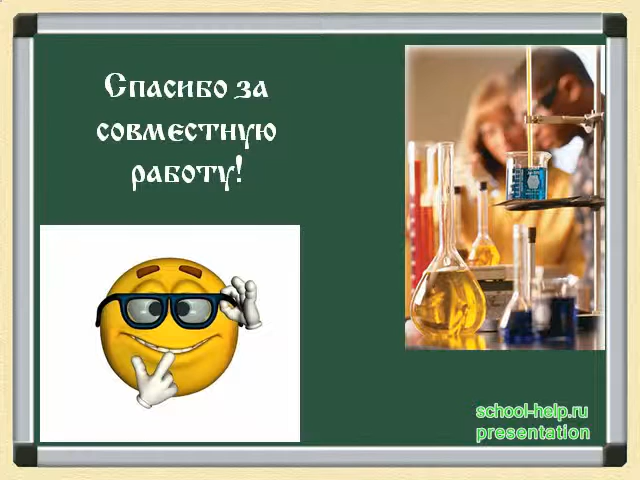 Спасибо за
совместную
работу!
school-help.ru
presentation